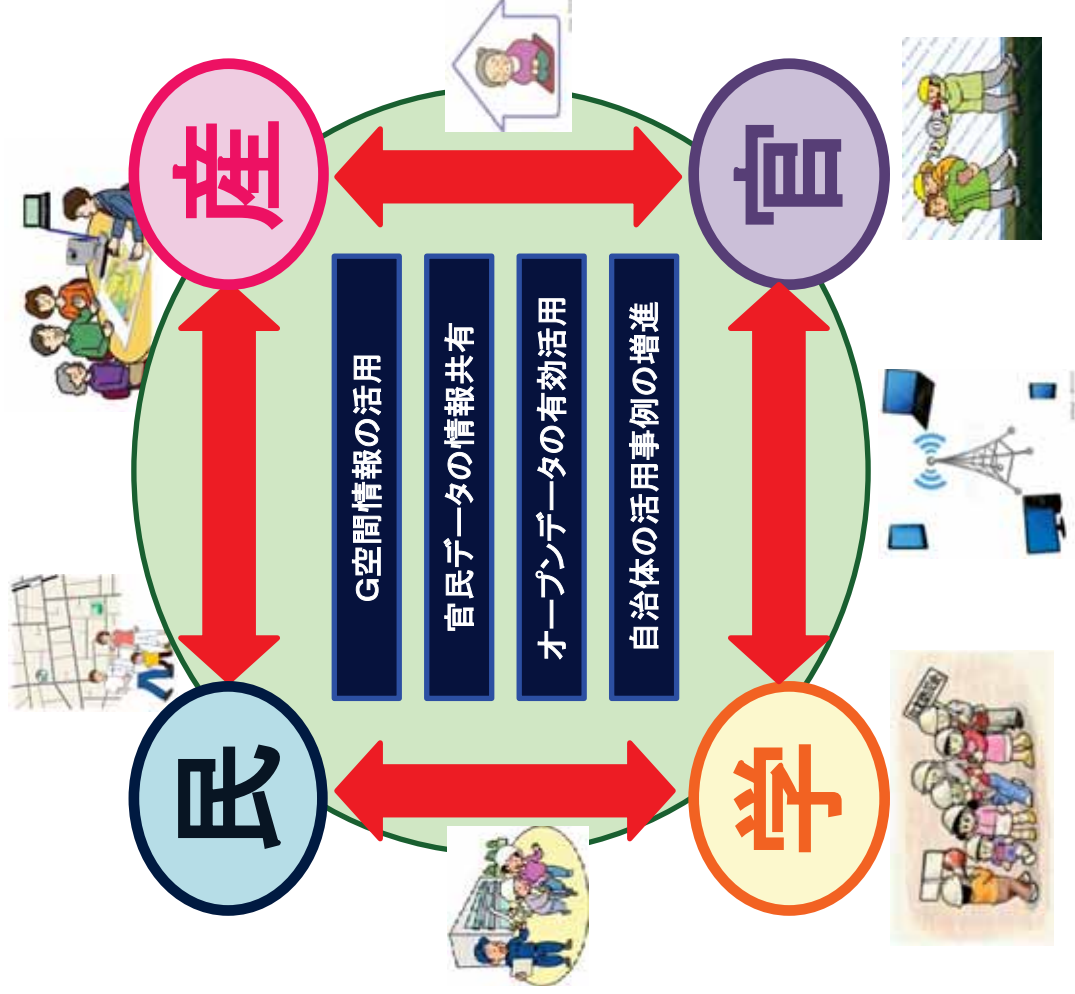 民
産
G空間情報の活用
官民データの情報共有
オープンデータの有効活用
自治体の活用事例の増進
学
官